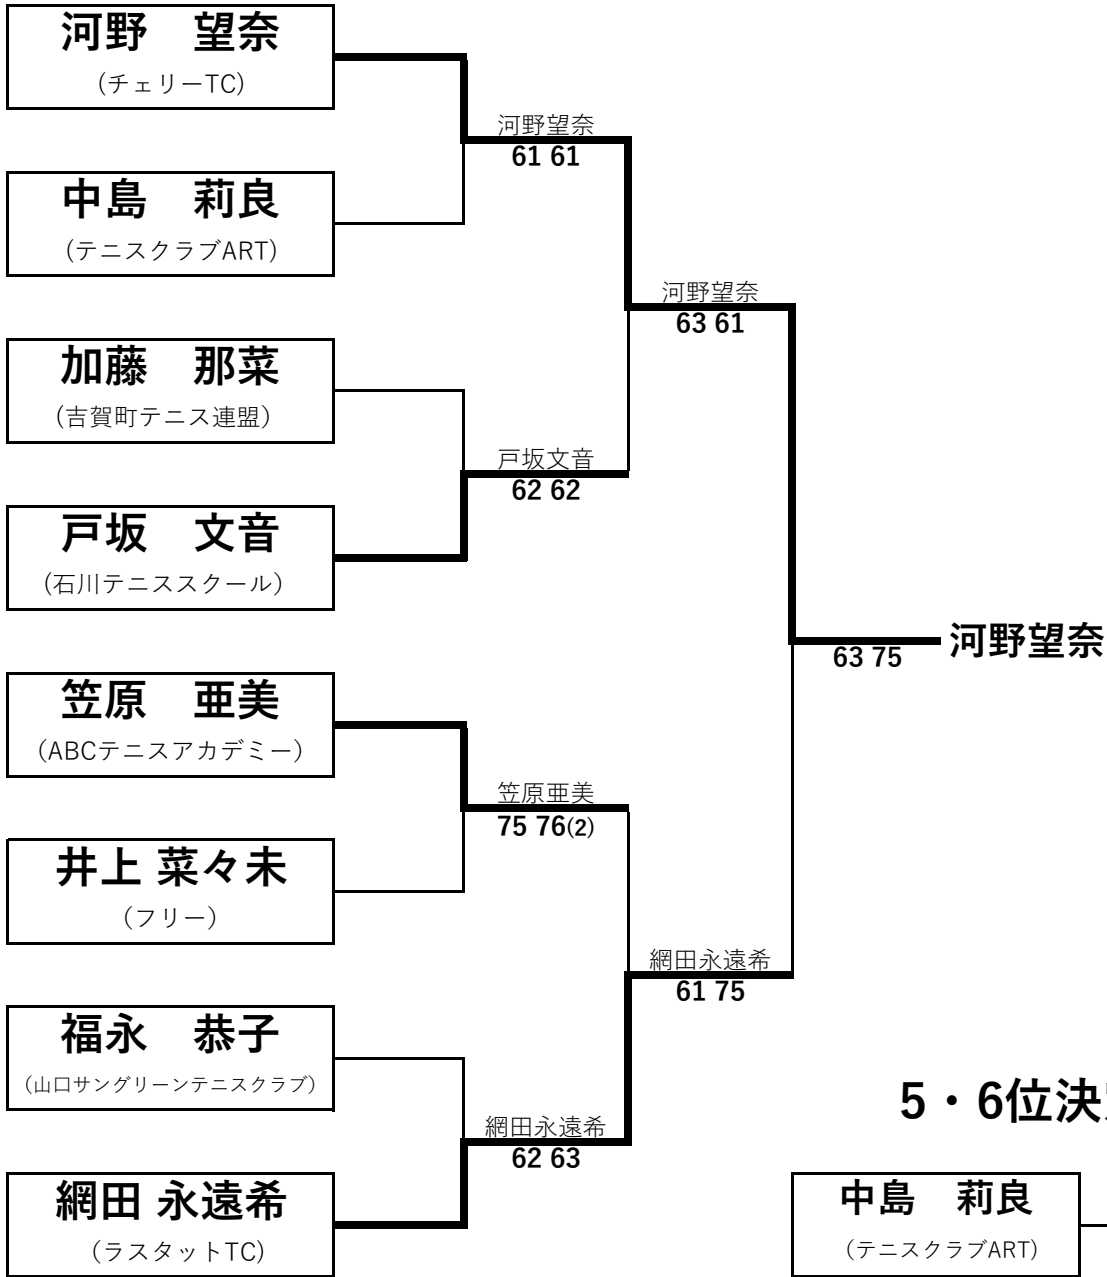 河野　望奈
(チェリーTC)
中島　莉良
(テニスクラブART)
加藤　那菜
(吉賀町テニス連盟)
戸坂　文音
(石川テニススクール)
笠原　亜美
(ABCテニスアカデミー)
井上 菜々未
(フリー)
福永　恭子
(山口サングリーンテニスクラブ)
網田 永遠希
(ラスタットTC)
河野望奈
61 61
戸坂文音
62 62
笠原亜美
75 76(2)
網田永遠希
62 63
河野望奈
63 61
網田永遠希
61 75
63 75
河野望奈
5・6位決
中島　莉良
(テニスクラブART)